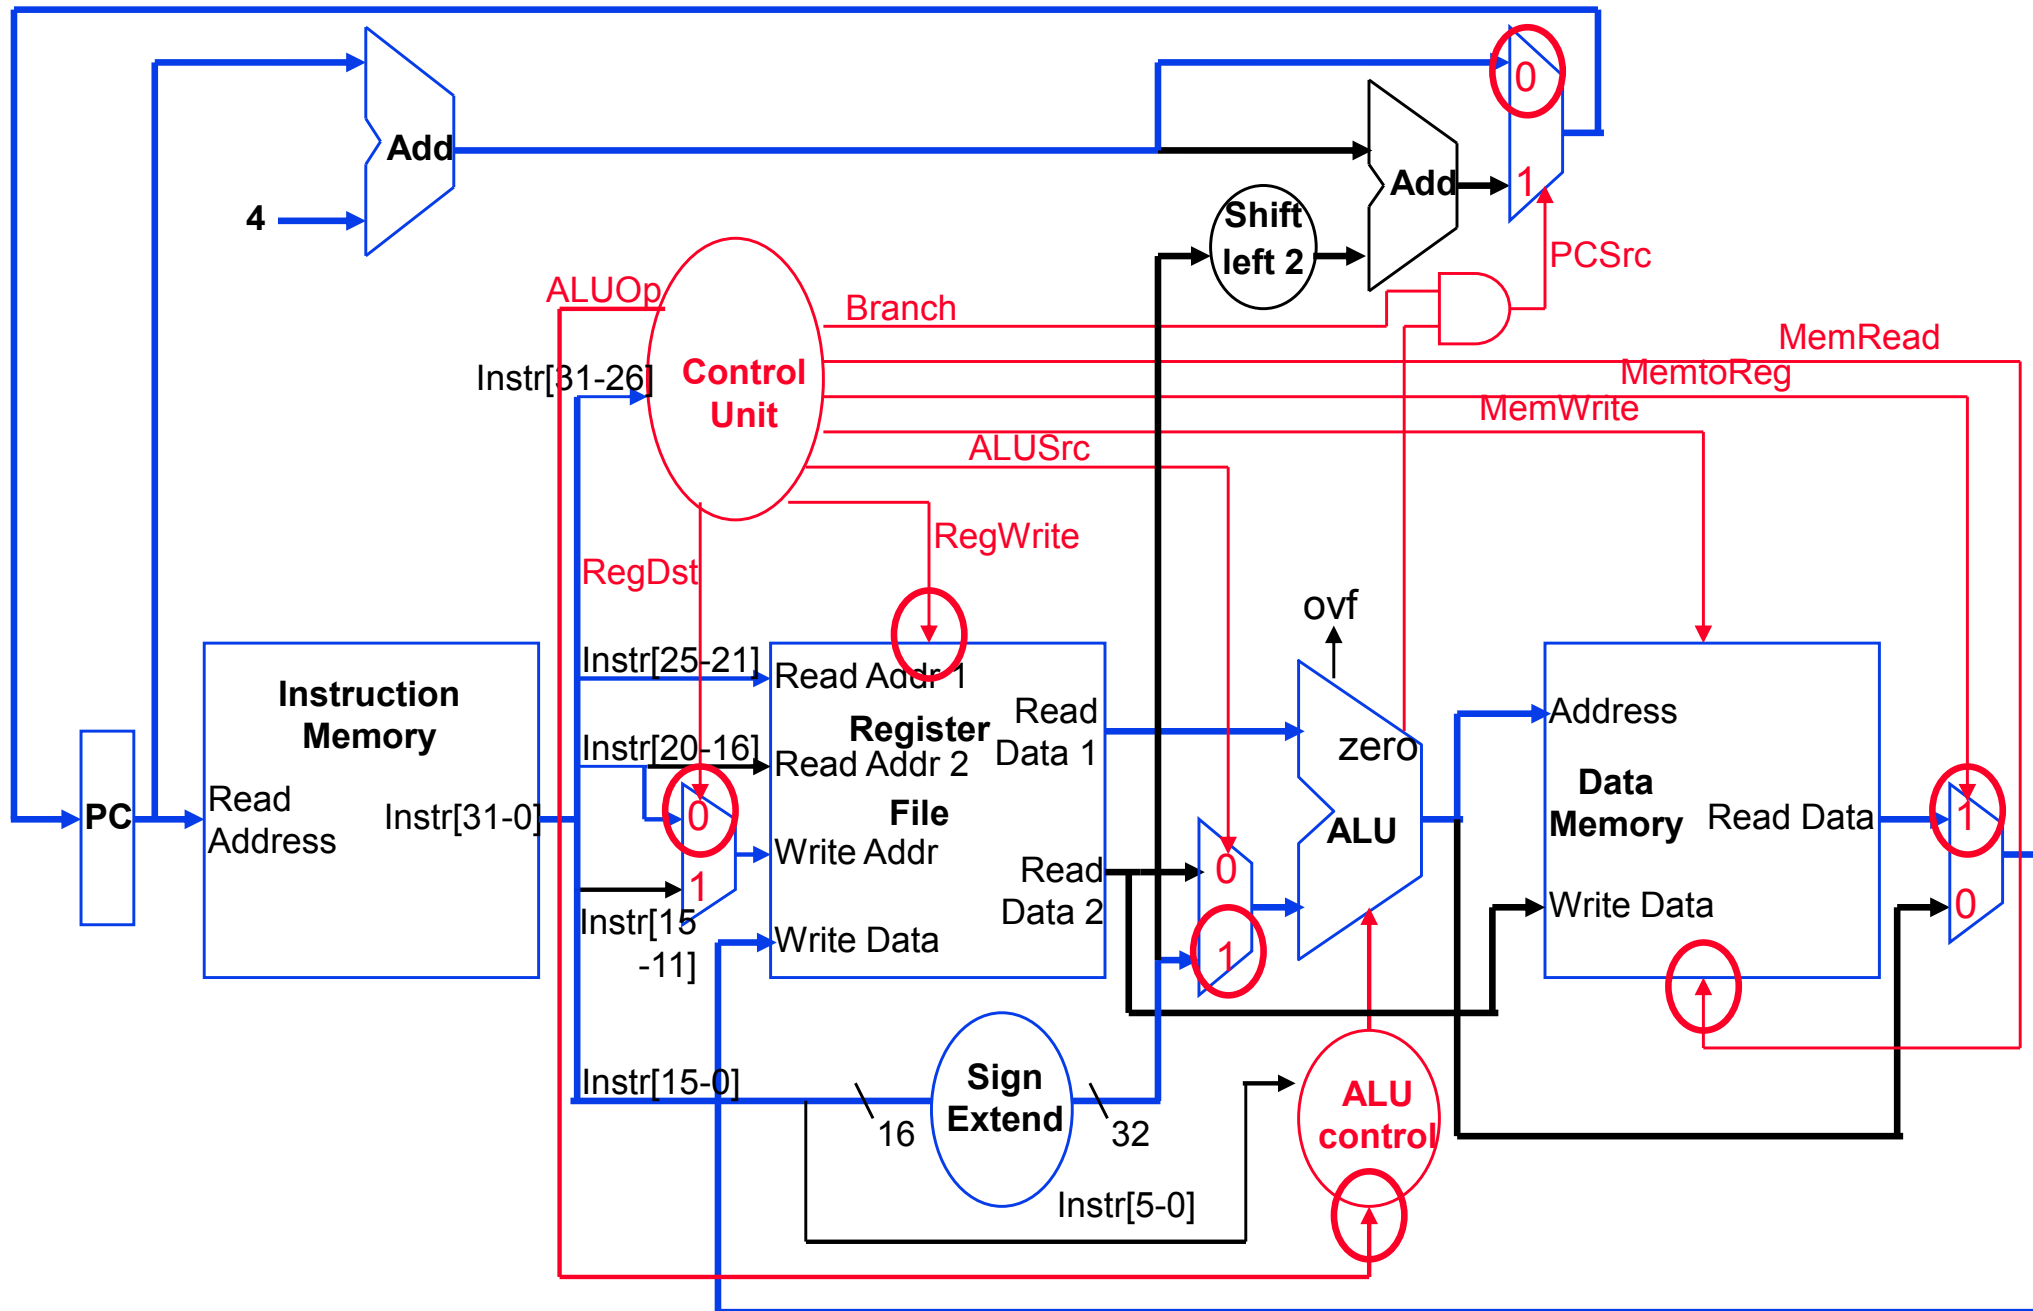 0
Add
Add
1
4
Shift
left 2
PCSrc
ALUOp
Branch
MemRead
Instr[31-26]
Control
Unit
MemtoReg
MemWrite
ALUSrc
RegWrite
RegDst
ovf
Instr[25-21]
Read Addr 1
Instruction
Memory
Register
Read
Data 1
Address
Instr[20-16]
Read Addr 2
zero
Data
Memory
PC
Read
Address
Instr[31-0]
0
File
ALU
Read Data
1
Write Addr
1
Read
Data 2
0
Write Data
0
Instr[15
-11]
Write Data
1
Instr[15-0]
Sign
Extend
16
32
ALU
control
Instr[5-0]